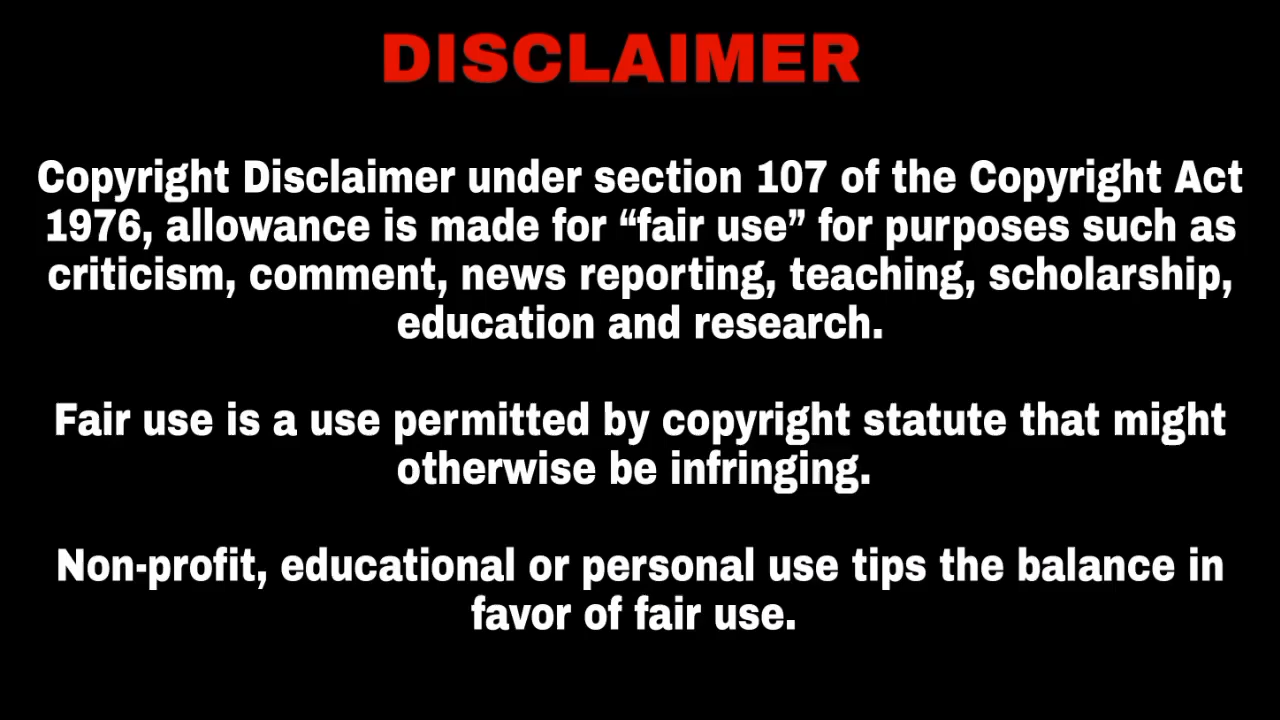 DISCLAIMER
Copyright Disclaimer under section 107 of the Copyright Act
1976, allowance is made for “fair use” for purposes such as
criticism, comment, news reporting, teaching, scholarship,
education and research.
Fair use is a use permitted by copyright statute that might
otherwise be infringing.
Non-profit, educational or personal use tips the balance in
favor of fair use.